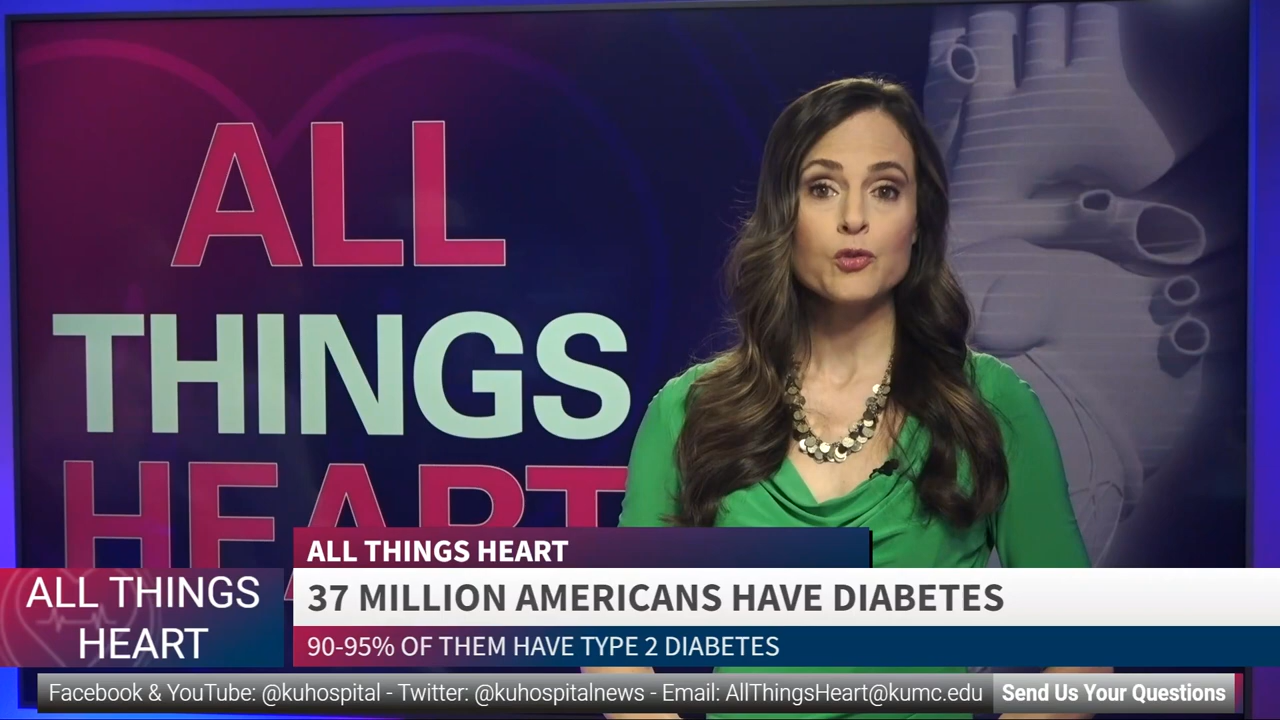 ALL
THINGS
HEART
ALL THINGS HEART
37 MILLION AMERICANS HAVE DIABETES
90-95% OF THEM HAVE TYPE 2 DIABETES
ALL THINGS
HEART
Facebook & YouTube: @kuhospital - Twitter: @kuhospitalnews - Email: AllThingsHeart@kumc.edu
Send Us Your Questions